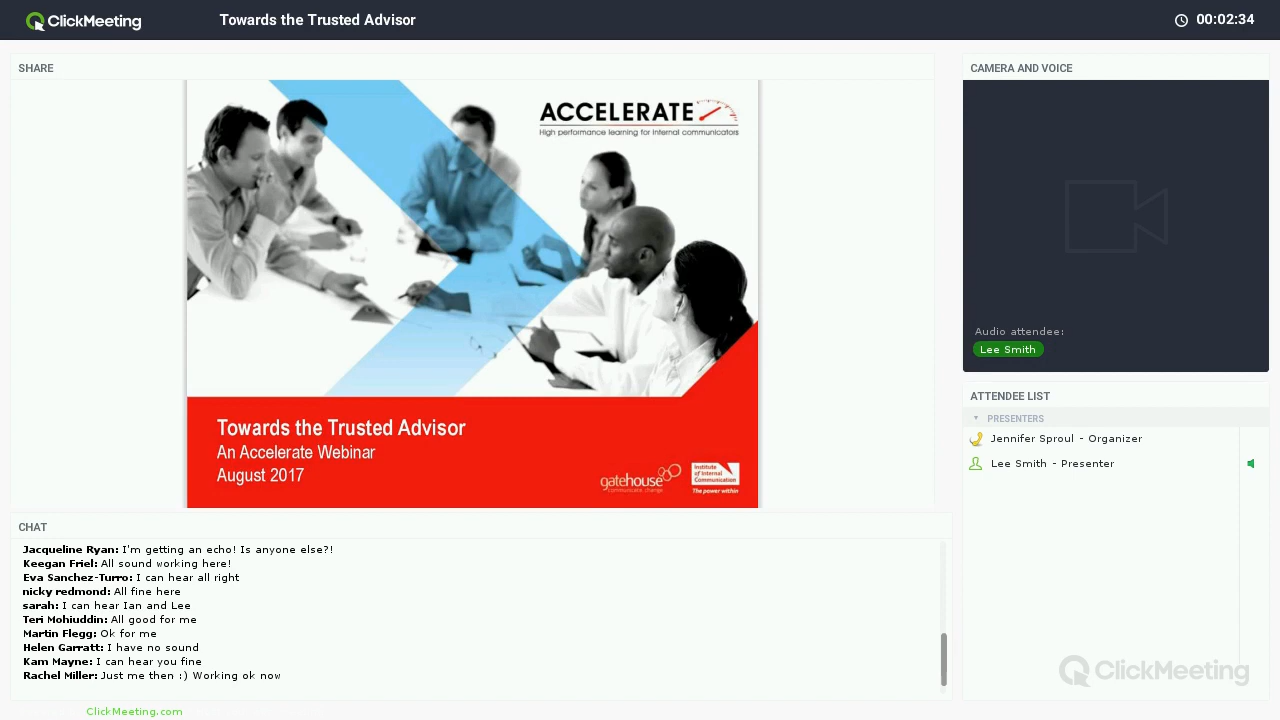 ClickMeeting
Towards the Trusted Advisor
00:02:34
SHARE
ACCELERATE
High performance learning for internal communicators
Towards the Trusted Advisor
An Accelerate Webinar
August 2017
gatehouse
communicate change
Institute
of Internal
Communication
The power within
CAMERA AND VOICE
Audio attendee:
Lee Smith
ATTENDEE LIST
PRESENTERS
Jennifer Sproul - Organizer
Lee Smith - Presenter
CHAT
Jacqueline Ryan: I'm getting an echo! Is anyone else?!
Keegan Friel: All sound working here!
Eva Sanchez-Turro: I can hear all right
nicky redmond: All fine here
sarah: I can hear Ian and Lee
Teri Mohiuddin: All good for me
Martin Flegg: Ok for me
Helen Garratt: I have no sound
Kam Mayne: I can hear you fine
Rachel Miller: Just me then :) Working ok now
ClickMeeting
ClickMeeting.com